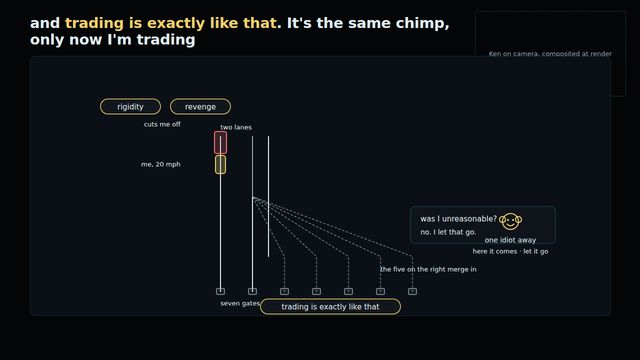 and trading is exactly like that. It's the same chimp,
only now I'm trading
Ken on camera, composited at render
rigidity
revenge
cuts me off
two lanes
me, 20 mph
was I unreasonable?
no. I let that go.
one idiot away
here it comes · let it go
the five on the right merge in
seven gates
trading is exactly like that